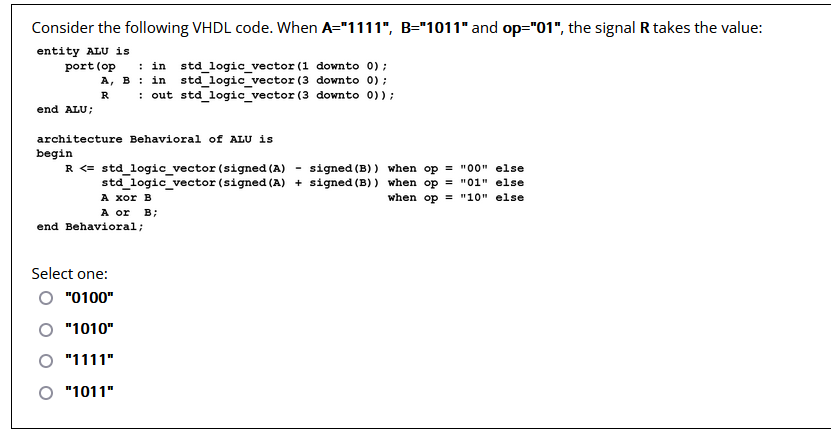 Consider the following VHDL code. When A="1111", B="1011" and op="01", the signal R takes the value:
entity ALU is
port(op : in std_logic_vector(1 downto 0);
A, B : in std_logic_vector(3 downto 0);
R : out std_logic_vector(3 downto 0));
end ALU;
architecture Behavioral of ALU is
begin
R <= std_logic_vector(signed(A) - signed(B)) when op = "00" else
std_logic_vector(signed(A) + signed(B)) when op = "01" else
A xor B when op = "10" else
A or B;
end Behavioral;
Select one:
"0100"
"1010"
"1111"
"1011"